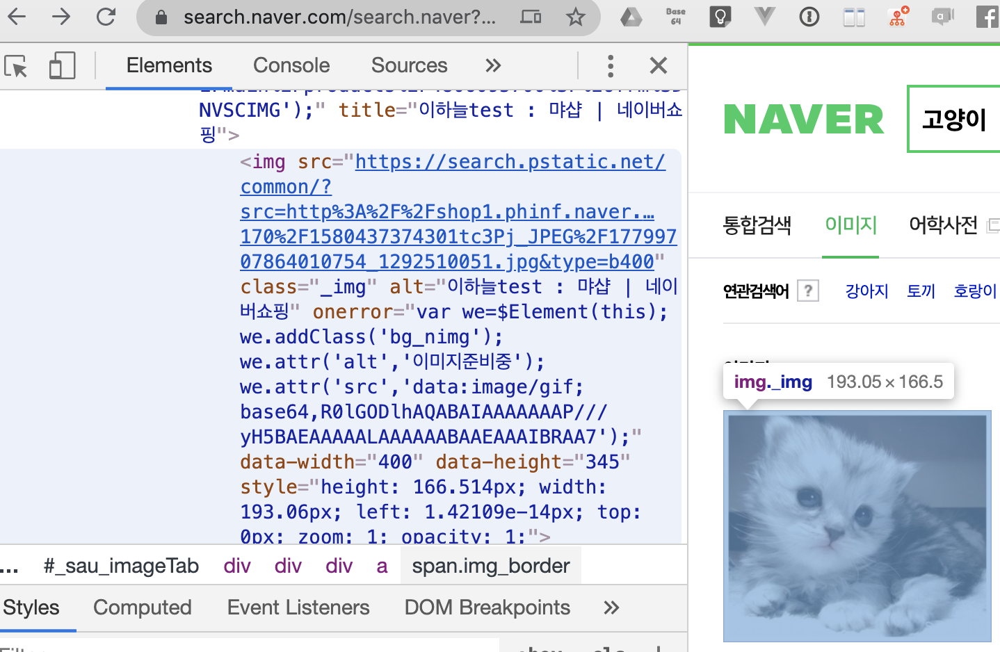 search.naver.com/search.naver?...
Base
64
Elements
Console
Sources
NVSCIMG');" title="이하늘test : 먀샵 | 네이버쇼
핑">
<img src="https://search.pstatic.net/
common/?
src=http%3A%2F%2Fshop1.phinf.naver.…
170%2F1580437374301tc3Pj_JPEG%2F177997
07864010754_1292510051.jpg&type=b400"
class="_img" alt="이하늘test : 먀샵 | 네이
버쇼핑" onerror="var we=$Element(this);
we.addClass('bg_nimg');
we.attr('alt','이미지준비중');
we.attr('src','data:image/gif;
base64,R0lGODlhAQABAIAAAAAAAP///
yH5BAEAAAAALAAAAAABAAEAAAIBRAA7');"
data-width="400" data-height="345"
style="height: 166.514px; width:
193.06px; left: 1.42109e-14px; top:
0px; zoom: 1; opacity: 1;">
... #_sau_imageTab div div div a span.img_border
Styles
Computed
Event Listeners
DOM Breakpoints
NAVER
고양이
통합검색
이미지
어학사전
연관검색어 ? 강아지 토끼 호랑이
img._img 193.05 × 166.5